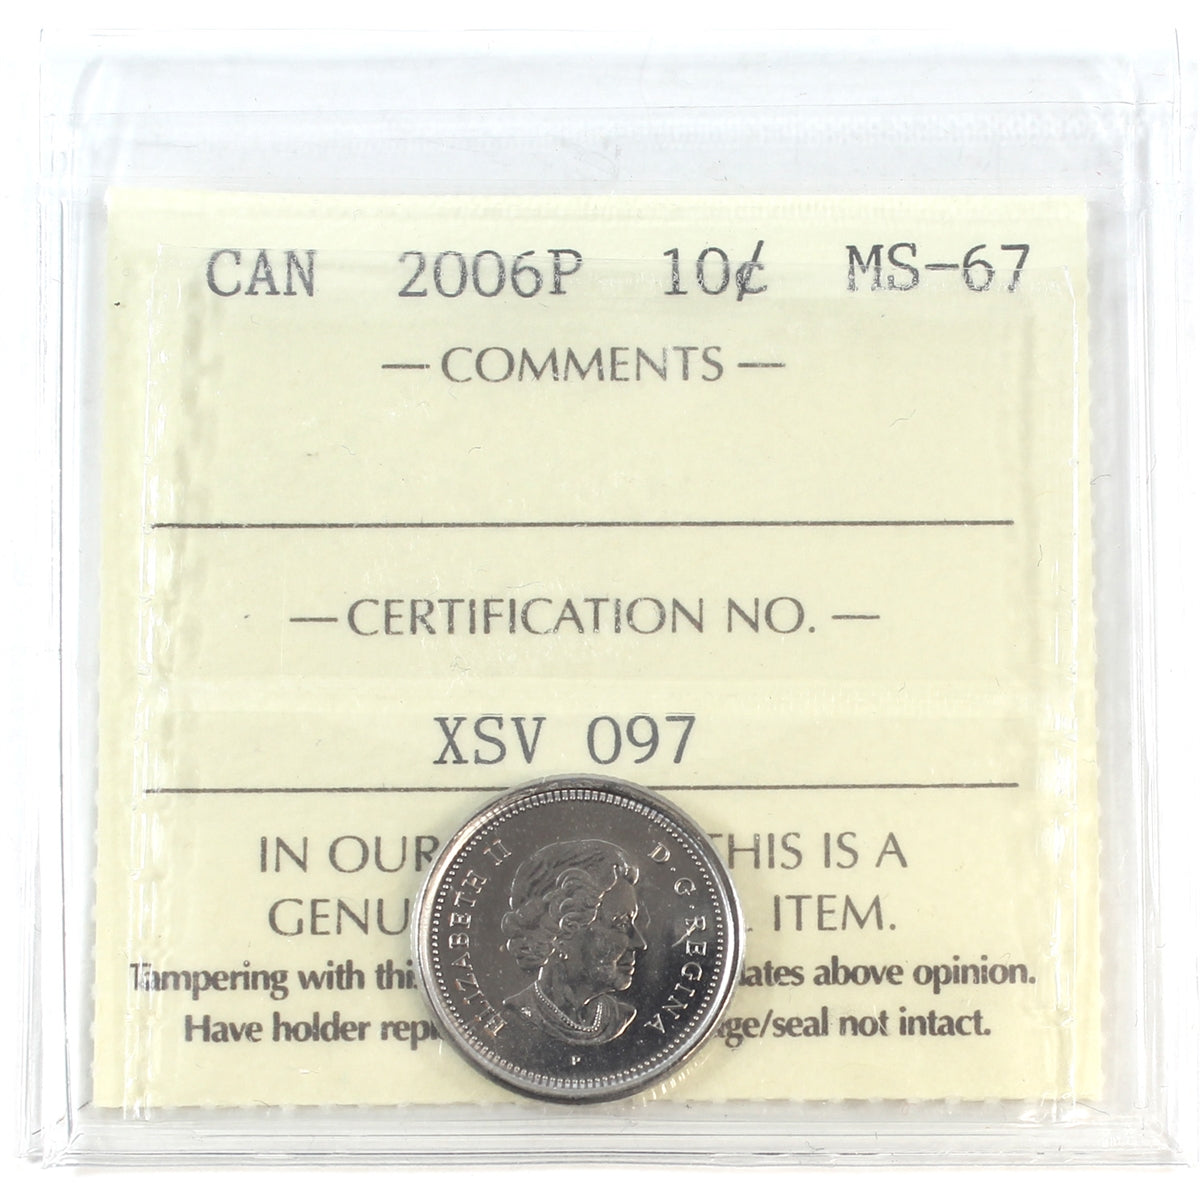 CAN 2006P 10¢ MS-67
— COMMENTS —
— CERTIFICATION NO. —
XSV 097
IN OUR THIS IS A
GENU ITEM.
Tampering with thi ates above opinion.
Have holder repl ge/seal not intact.
ELIZABETH II D·G·REGINA
P